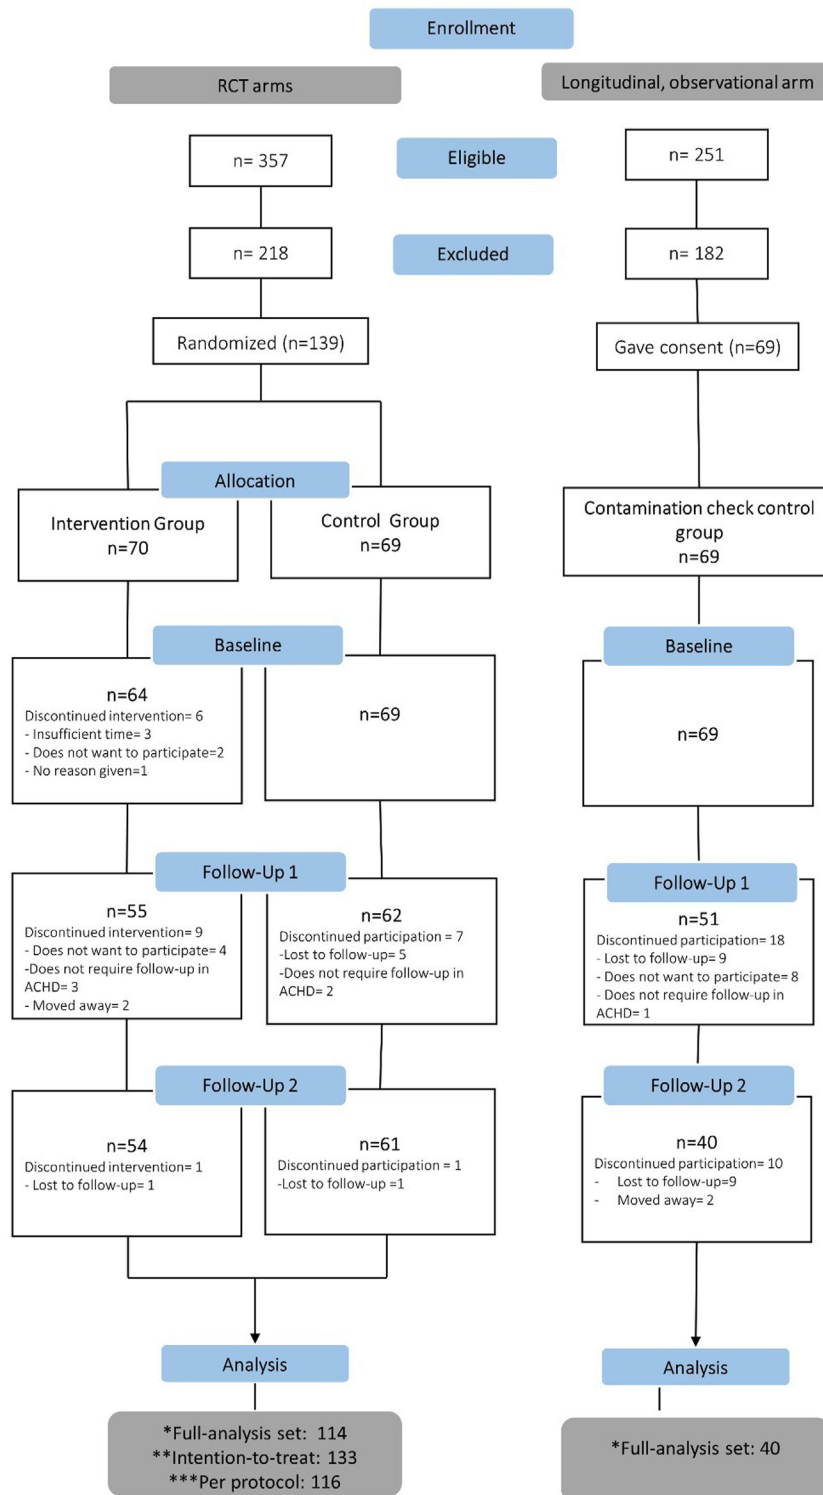 Enrollment
RCT arms
Longitudinal, observational arm
n= 357
Eligible
n= 251
n= 218
Excluded
n= 182
Randomized (n=139)
Gave consent (n=69)
Allocation
Intervention Group
n=70
Control Group
n=69
Contamination check control
group
n=69
Baseline
n=64
Discontinued intervention= 6
- Insufficient time= 3
- Does not want to participate=2
- No reason given=1
n=69
Baseline
n=69
Follow-Up 1
n=55
Discontinued intervention= 9
- Does not want to participate= 4
-Does not require follow-up in
ACHD= 3
- Moved away= 2
n=62
Discontinued participation = 7
-Lost to follow-up= 5
-Does not require follow-up in
ACHD= 2
Follow-Up 1
n=51
Discontinued participation= 18
- Lost to follow-up= 9
- Does not want to participate= 8
- Does not require follow-up in
ACHD= 1
Follow-Up 2
n=54
Discontinued intervention= 1
- Lost to follow-up= 1
n=61
Discontinued participation = 1
-Lost to follow-up =1
Follow-Up 2
n=40
Discontinued participation= 10
- Lost to follow-up=9
- Moved away= 2
Analysis
*Full-analysis set: 114
**Intention-to-treat: 133
***Per protocol: 116
Analysis
*Full-analysis set: 40